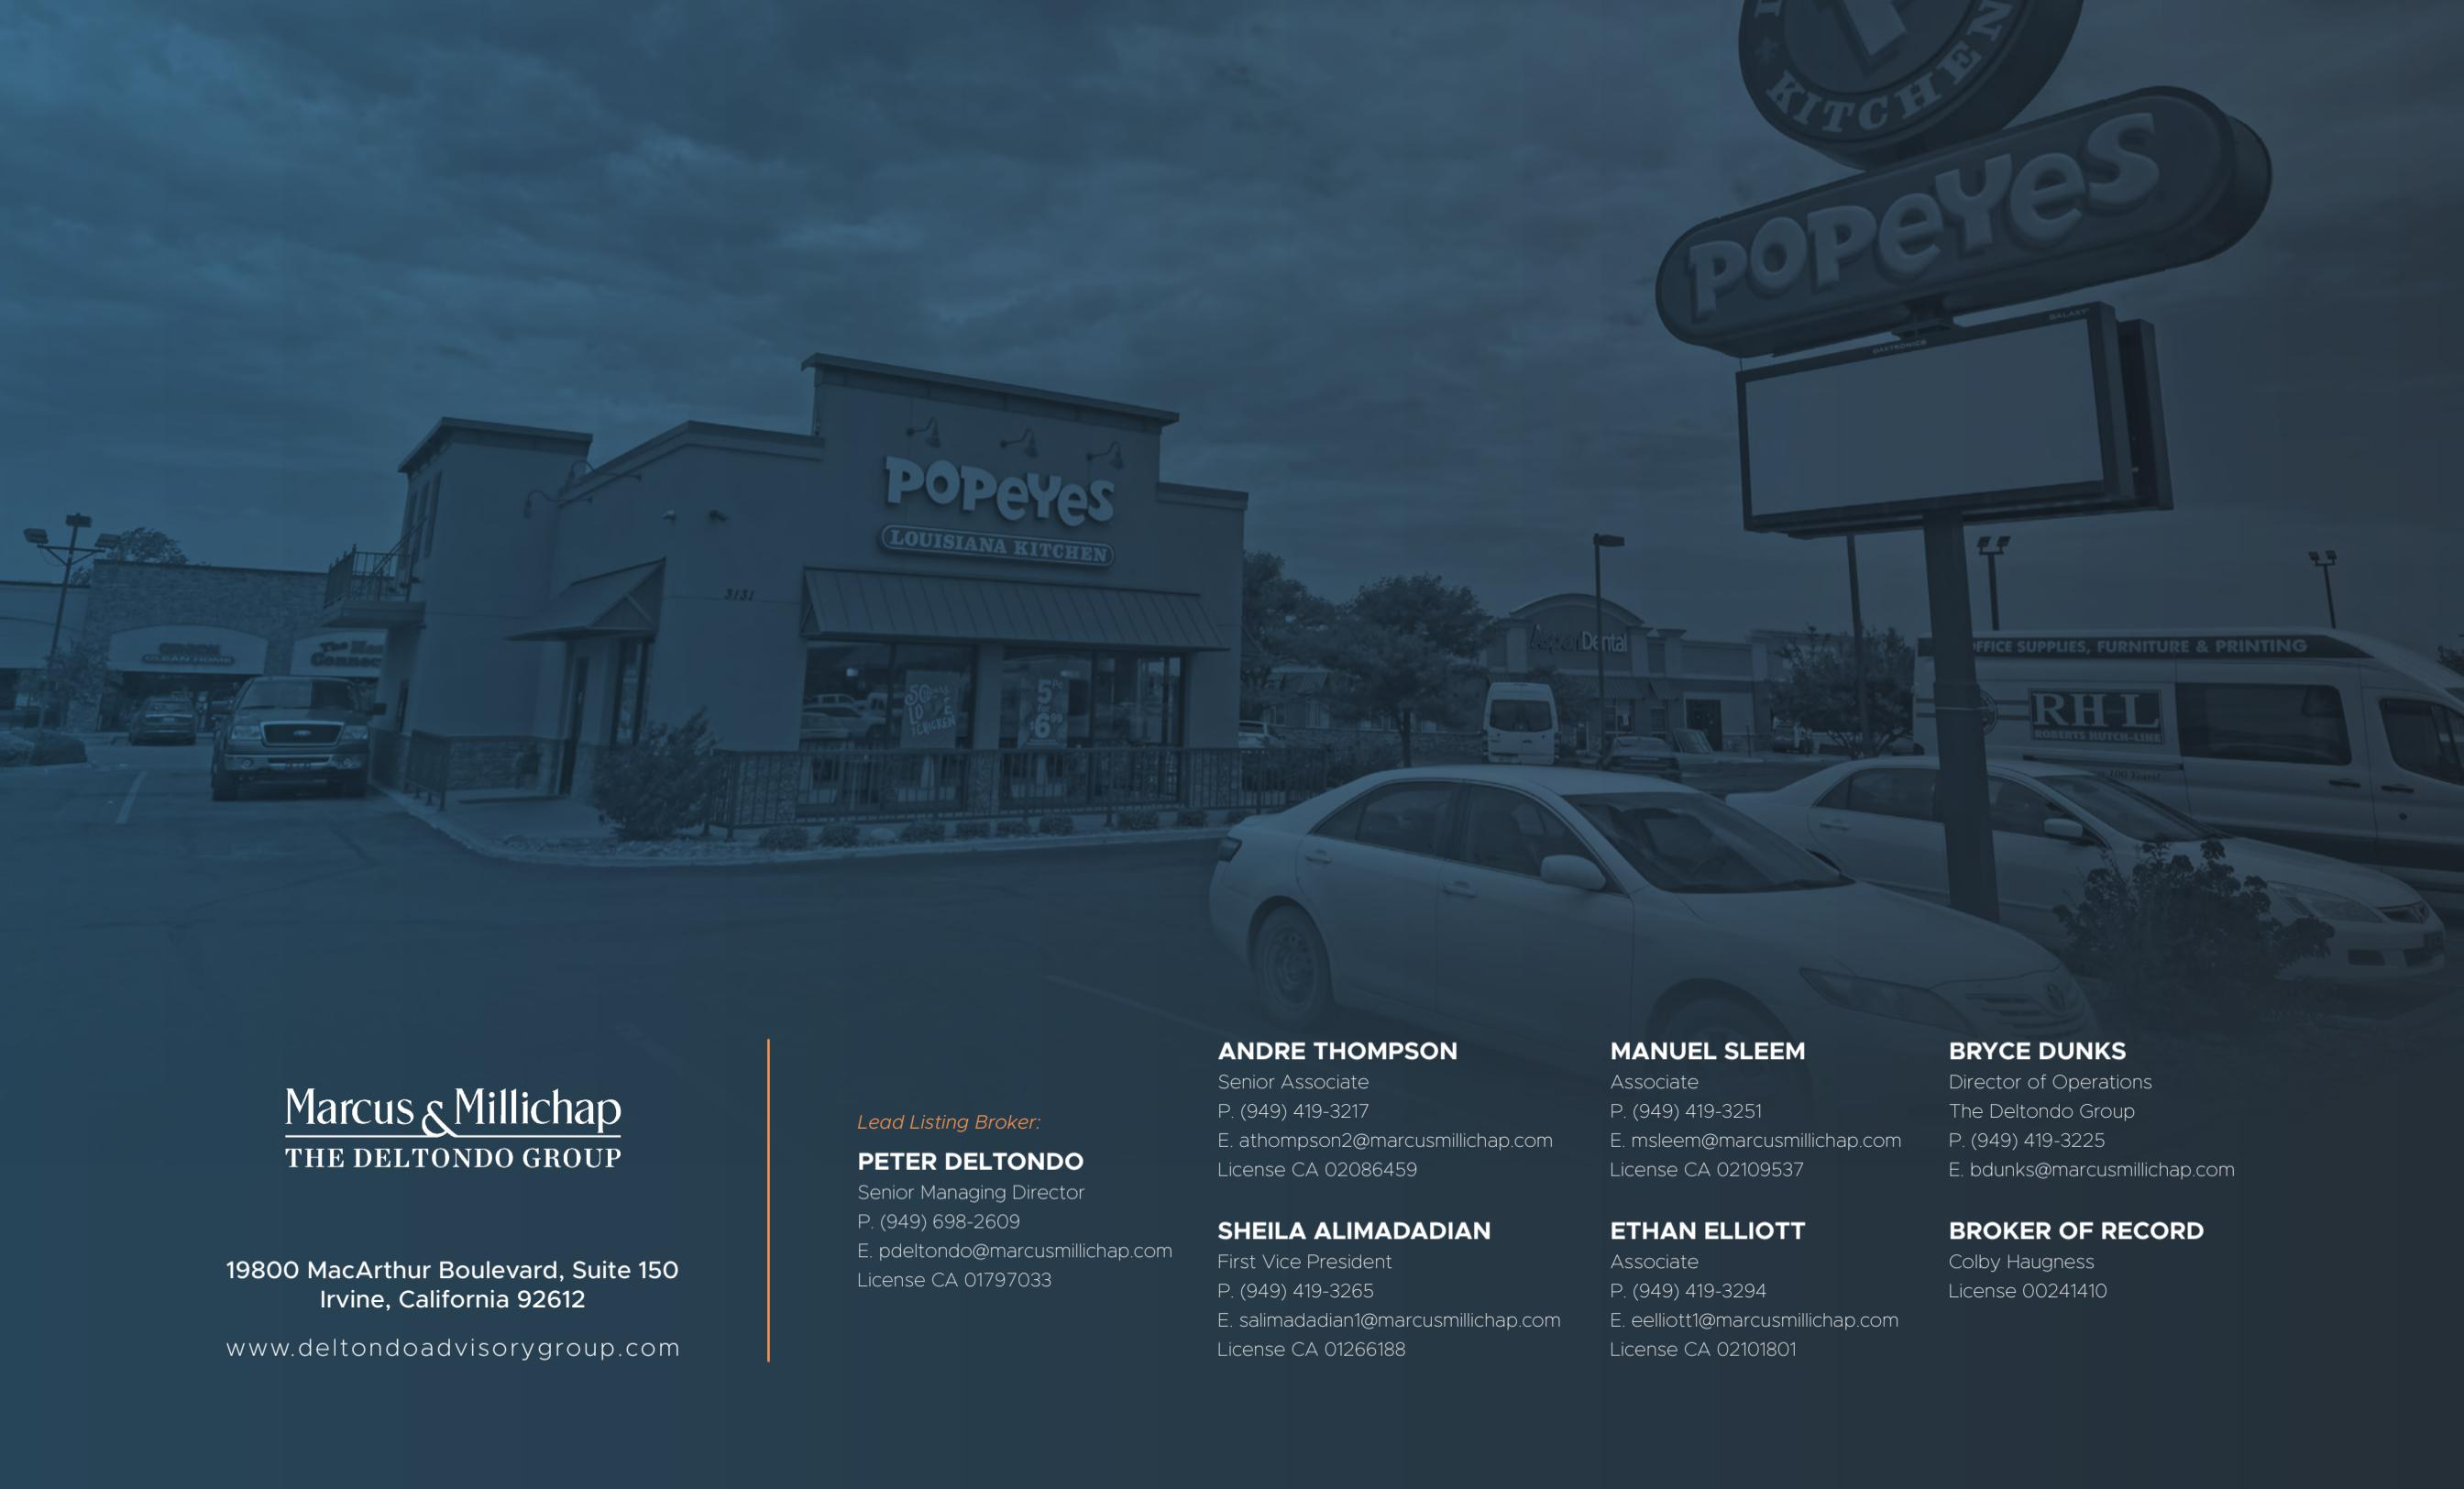 KITCHEN
POPEYES
GALAXY
DAKTRONICS
POPEYES
LOUISIANA KITCHEN
3131
Dental
OFFICE SUPPLIES, FURNITURE & PRINTING
RHL
ROBERTS HUTCH-LINE
Marcus & Millichap
THE DELTONDO GROUP
19800 MacArthur Boulevard, Suite 150
Irvine, California 92612
www.deltondoadvisorygroup.com
Lead Listing Broker:
PETER DELTONDO
Senior Managing Director
P. (949) 698-2609
E. pdeltondo@marcusmillichap.com
License CA 01797033
ANDRE THOMPSON
Senior Associate
P. (949) 419-3217
E. athompson2@marcusmillichap.com
License CA 02086459
SHEILA ALIMADADIAN
First Vice President
P. (949) 419-3265
E. salimadadian1@marcusmillichap.com
License CA 01266188
MANUEL SLEEM
Associate
P. (949) 419-3251
E. msleem@marcusmillichap.com
License CA 02109537
ETHAN ELLIOTT
Associate
P. (949) 419-3294
E. eelliott1@marcusmillichap.com
License CA 02101801
BRYCE DUNKS
Director of Operations
The Deltondo Group
P. (949) 419-3225
E. bdunks@marcusmillichap.com
BROKER OF RECORD
Colby Haugness
License 00241410